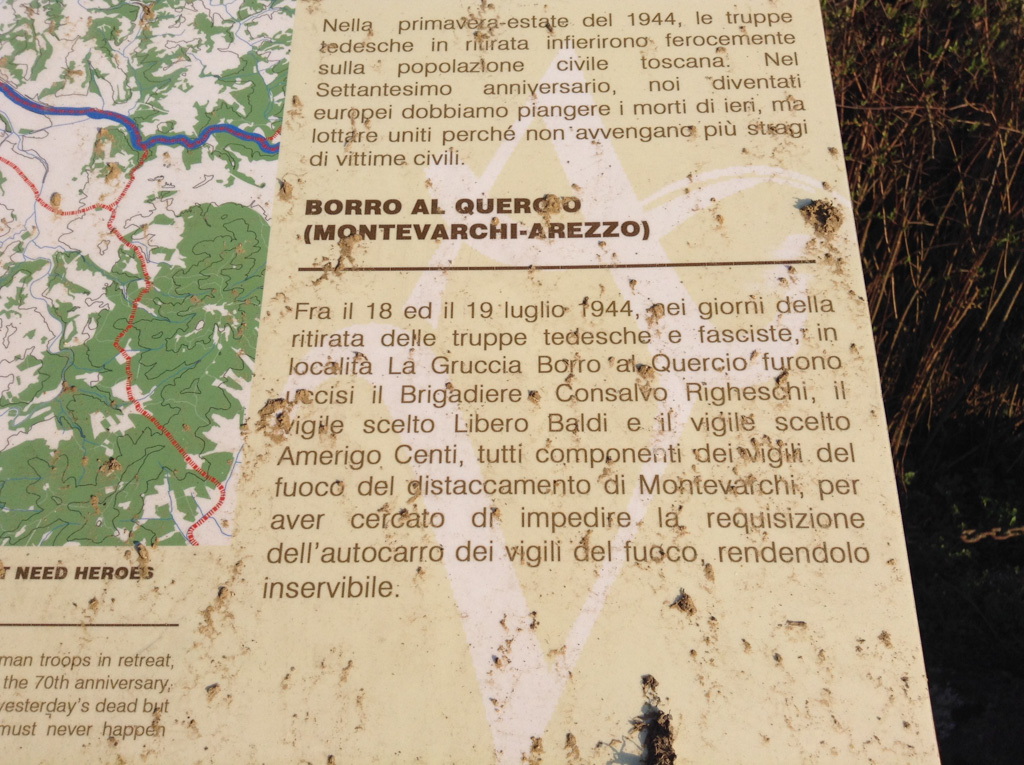 Nella primavera-estate del 1944, le truppe
tedesche in ritirata infierirono ferocemente
sulla popolazione civile toscana. Nel
Settantesimo anniversario, noi diventati
europei dobbiamo piangere i morti di ieri, ma
lottare uniti perché non avvengano più stragi
di vittime civili.
BORRO AL QUERCIO
(MONTEVARCHI-AREZZO)
Fra il 18 ed il 19 luglio 1944, nei giorni della
ritirata delle truppe tedesche e fasciste, in
località La Gruccia Borro al Quercio furono
uccisi il Brigadiere Consalvo Righeschi, il
vigile scelto Libero Baldi e il vigile scelto
Amerigo Centi, tutti componenti dei vigili del
fuoco del distaccamento di Montevarchi, per
aver cercato di impedire la requisizione
dell'autocarro dei vigili del fuoco, rendendolo
inservibile.
T NEED HEROES
man troops in retreat,
the 70th anniversary,
yesterday's dead but
must never happen